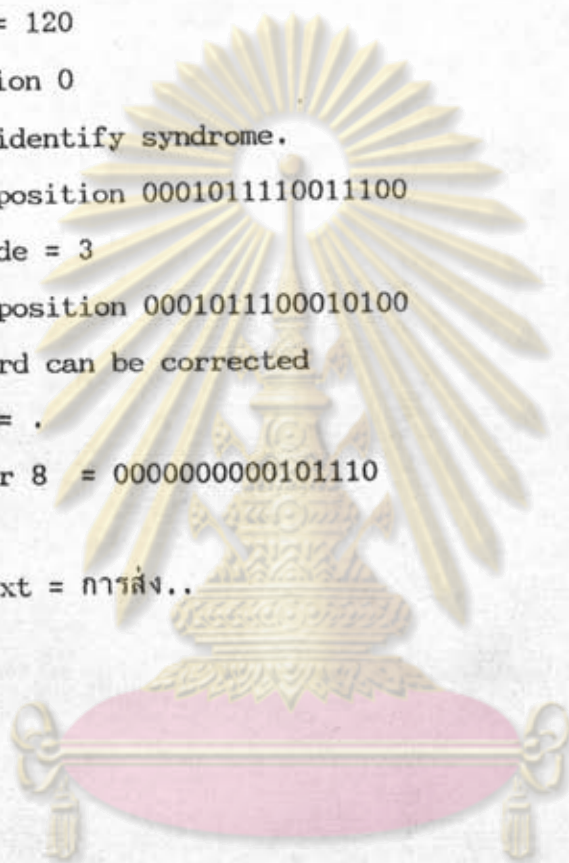 = 120
ion 0
identify syndrome.
position 0001011110011100
de = 3
position 0001011100010100
rd can be corrected
= .
r 8 = 0000000000101110
xt = การส่ง..